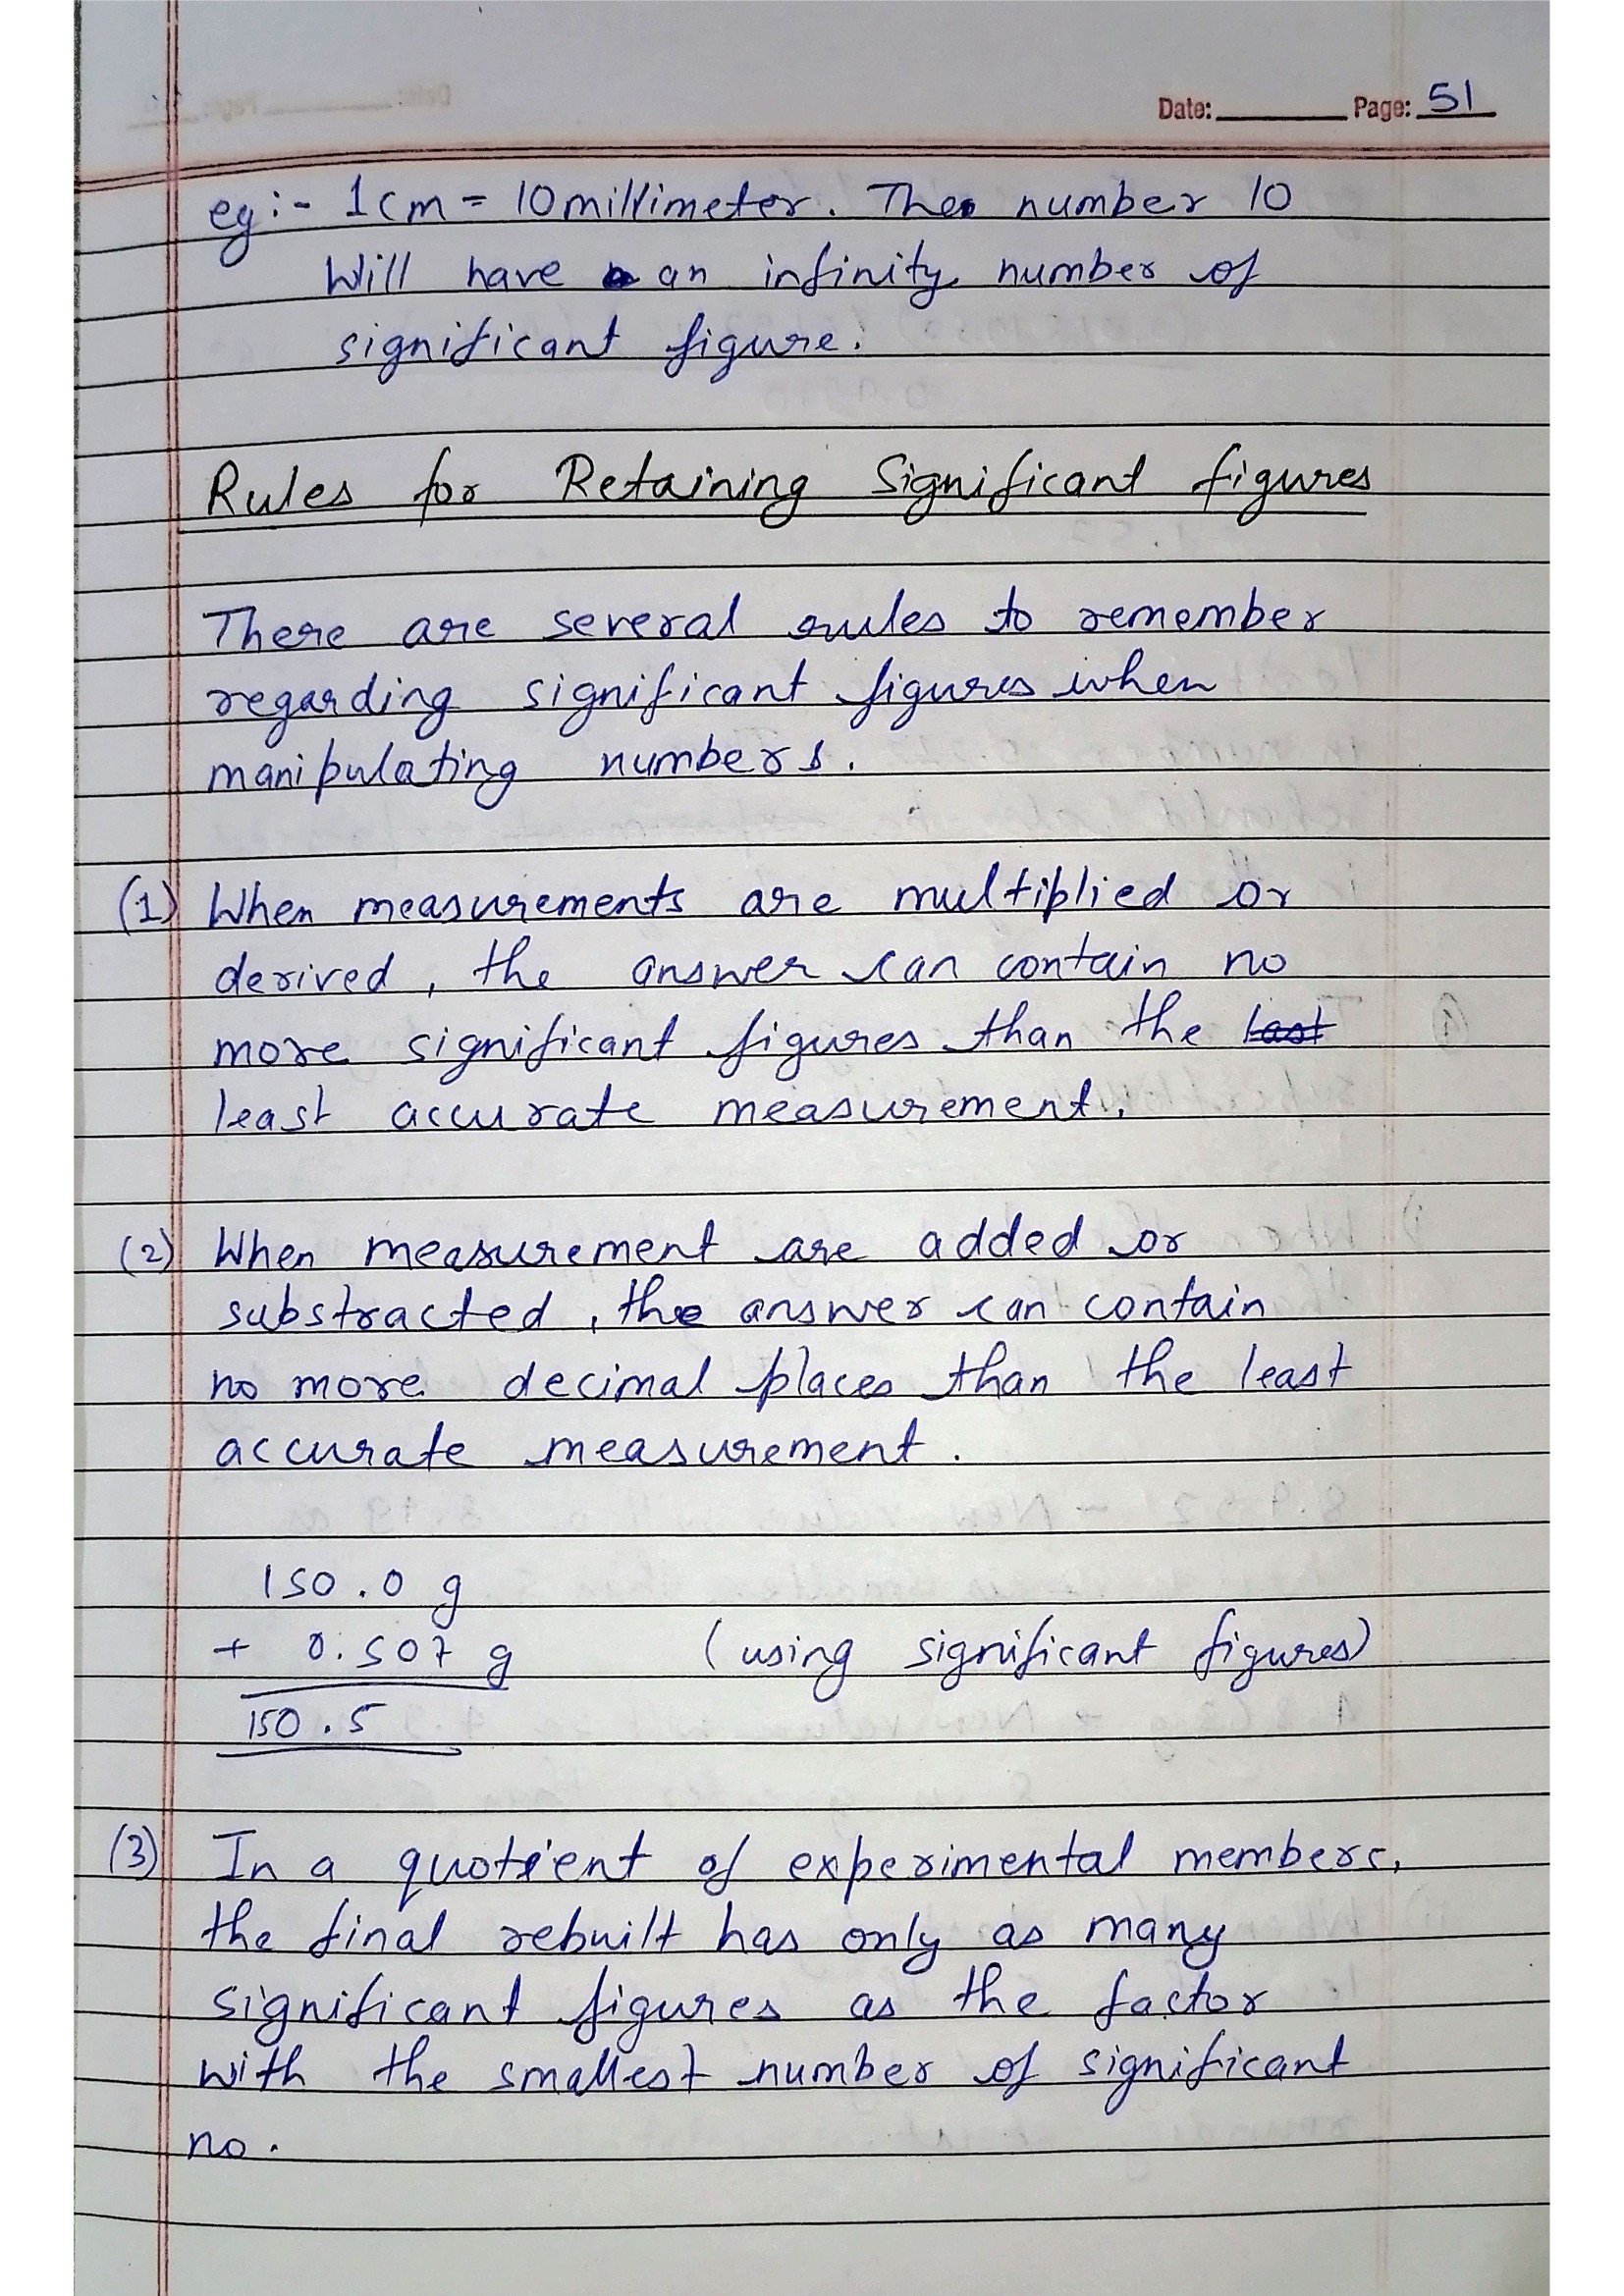 Date: Page: 51
eg:- 1cm = 10millimeter. The number 10
Will have an infinity number of
significant figure.
Rules for Retaining Significant figures
There are several rules to remember
regarding significant figures when
manipulating numbers.
(1) When measurements are multiplied or
derived, the answer can contain no
more significant figures than the last
least accurate measurement.
(2) When measurement are added or
substracted, the answer can contain
no more decimal places than the least
accurate measurement.
150.0 g
+ 0.507 g (using significant figures)
150.5
(3) In a quotient of experimental members,
the final rebuilt has only as many
significant figures as the factor
with the smallest number of significant
no.